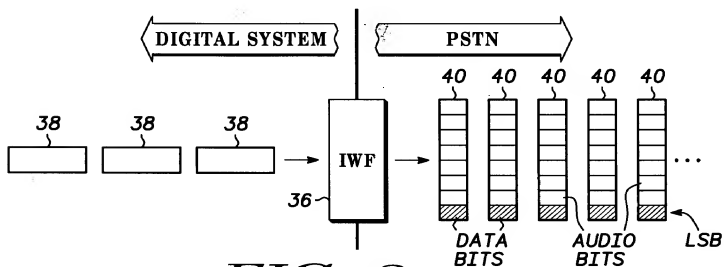 DIGITAL SYSTEM PSTN
40 40 40 40 40
38 38 38
IWF
36
...
DATA BITS
AUDIO BITS
LSB